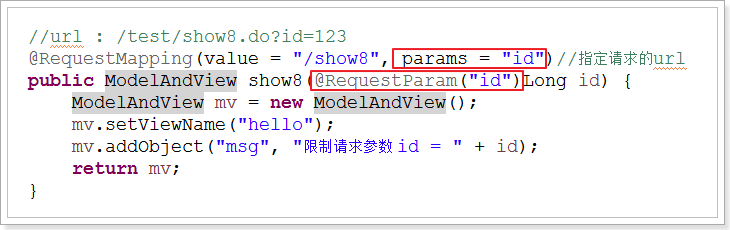 //url : /test/show8.do?id=123
@RequestMapping(value = "/show8", params = "id")//指定请求的url
public ModelAndView show8(@RequestParam("id")Long id) {
    ModelAndView mv = new ModelAndView();
    mv.setViewName("hello");
    mv.addObject("msg", "限制请求参数 id = " + id);
    return mv;
}